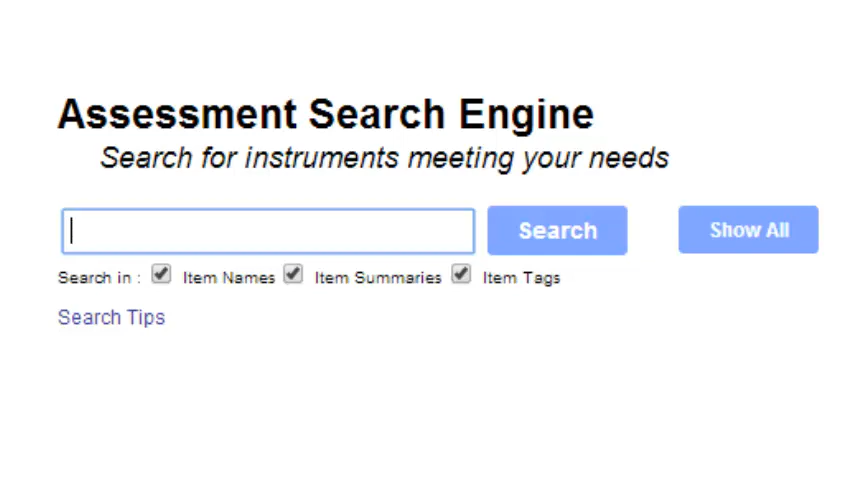 Assessment Search Engine
Search for instruments meeting your needs
Search Show All
Search in : Item Names Item Summaries Item Tags
Search Tips